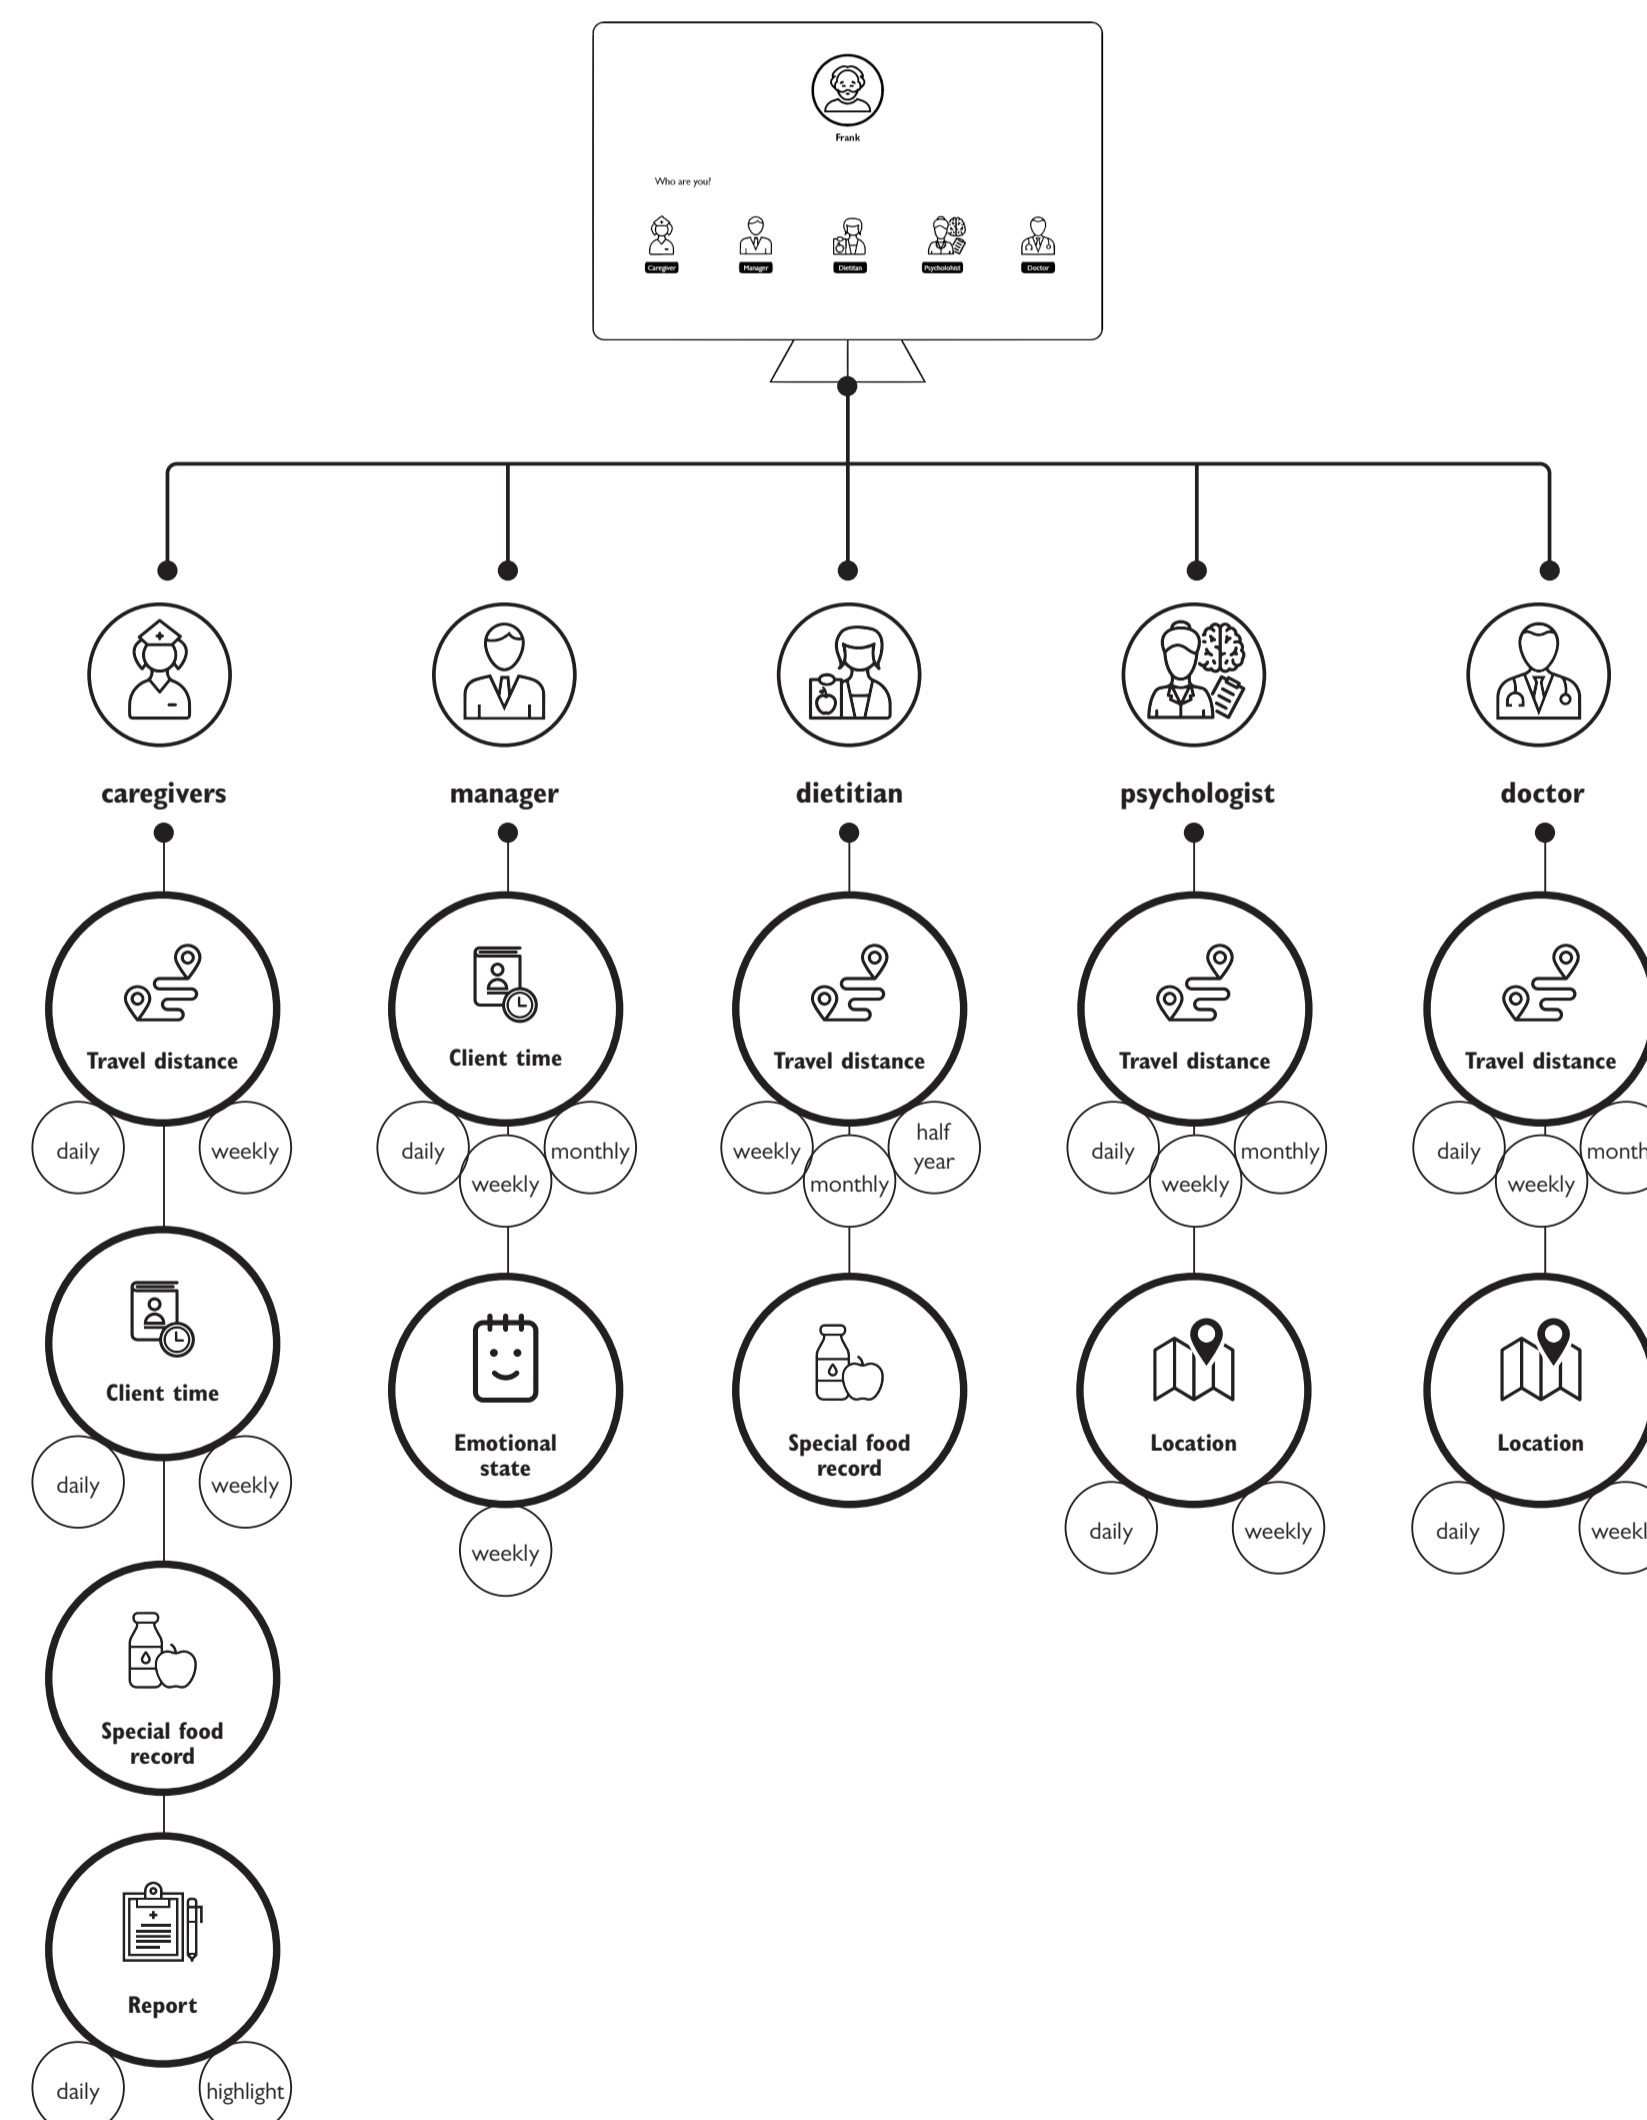 Frank
Who are you?
Caregiver
Manager
Dietitan
Psycholohist
Doctor
caregivers
manager
dietitian
psychologist
doctor
Travel distance
Client time
Travel distance
Travel distance
Travel distance
daily
weekly
daily
weekly
monthly
weekly
monthly
half
year
daily
weekly
monthly
daily
weekly
month
Client time
Emotional
state
Special food
record
Location
Location
daily
weekly
weekly
daily
weekly
daily
weekl
Special food
record
Report
daily
highlight